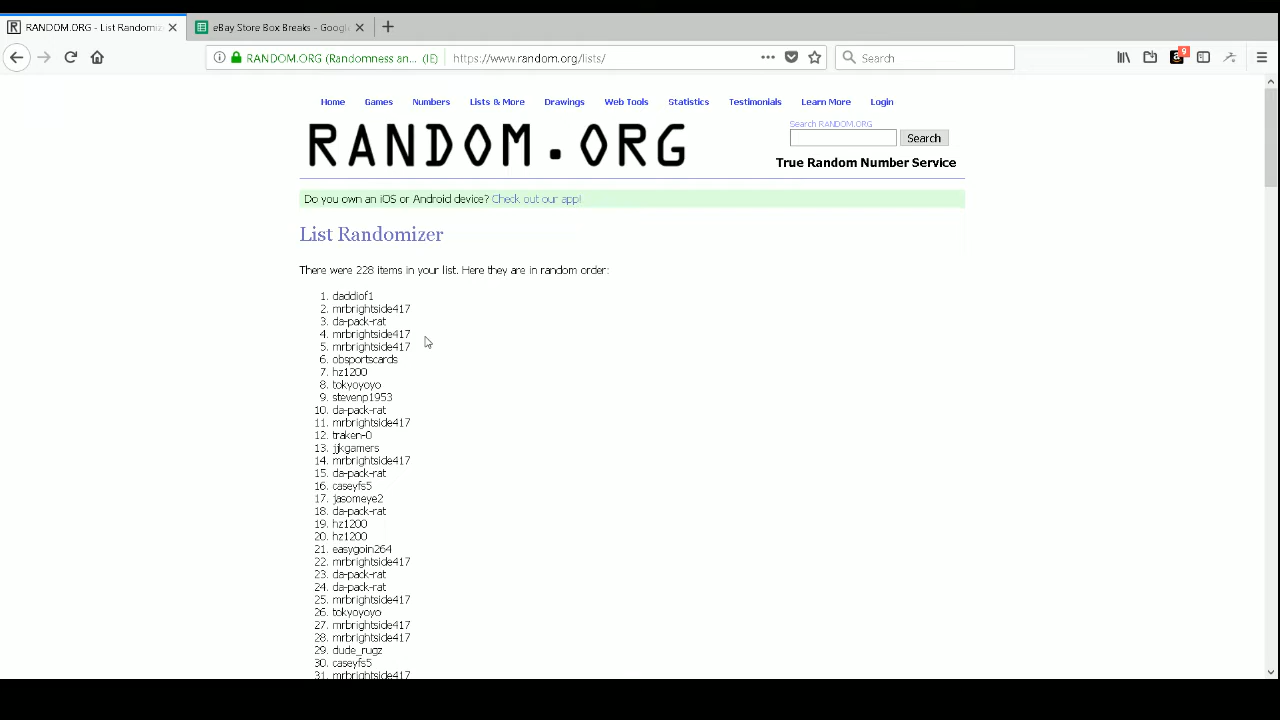 RANDOM.ORG - List Randomiz
eBay Store Box Breaks - Googl
RANDOM.ORG (Randomness an... (IE)
https://www.random.org/lists/
Search
9
Home Games Numbers Lists & More Drawings Web Tools Statistics Testimonials Learn More Login
RANDOM.ORG
Search RANDOM.ORG
Search
True Random Number Service
Do you own an iOS or Android device? Check out our app!
List Randomizer
There were 228 items in your list. Here they are in random order:
1. daddiof1
2. mrbrightside417
3. da-pack-rat
4. mrbrightside417
5. mrbrightside417
6. obsportscards
7. hz1200
8. tokyoyoyo
9. stevenp1953
10. da-pack-rat
11. mrbrightside417
12. traken-0
13. jjkgamers
14. mrbrightside417
15. da-pack-rat
16. caseyfs5
17. jasomeye2
18. da-pack-rat
19. hz1200
20. hz1200
21. easygoin264
22. mrbrightside417
23. da-pack-rat
24. da-pack-rat
25. mrbrightside417
26. tokyoyoyo
27. mrbrightside417
28. mrbrightside417
29. dude_rugz
30. caseyfs5
31. mrbrightside417